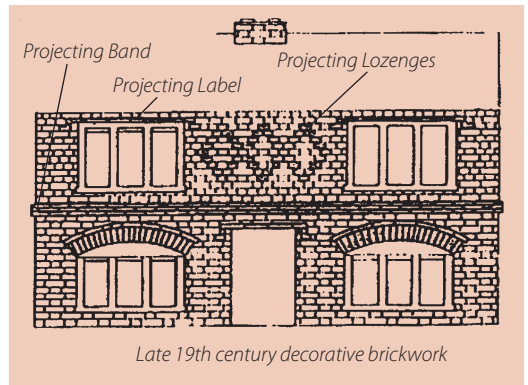 Projecting Band
Projecting Label
Projecting Lozenges
Late 19th century decorative brickwork